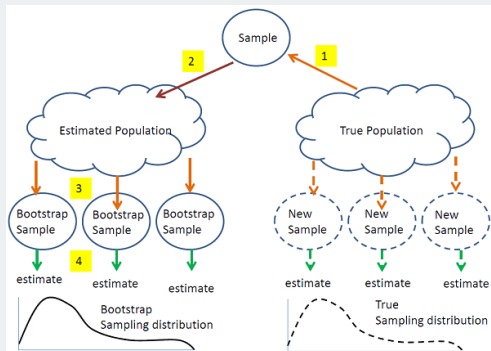 Sample
2
1
Estimated Population
True Population
3
Bootstrap
Sample
Bootstrap
Sample
Bootstrap
Sample
New
Sample
New
Sample
New
Sample
4
estimate
estimate
estimate
estimate
estimate
estimate
Bootstrap
Sampling distribution
True
Sampling distribution